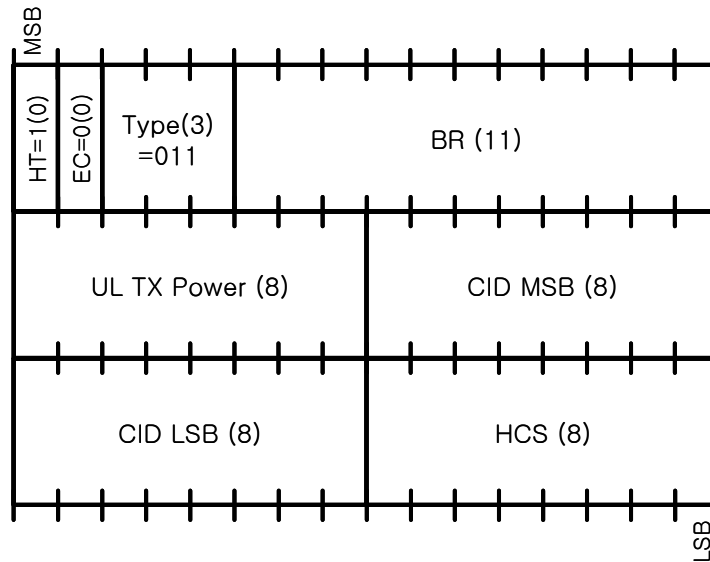 MSB
HT=1(0)
EC=0(0)
Type(3)
=011
BR (11)
UL TX Power (8)
CID MSB (8)
CID LSB (8)
HCS (8)
LSB